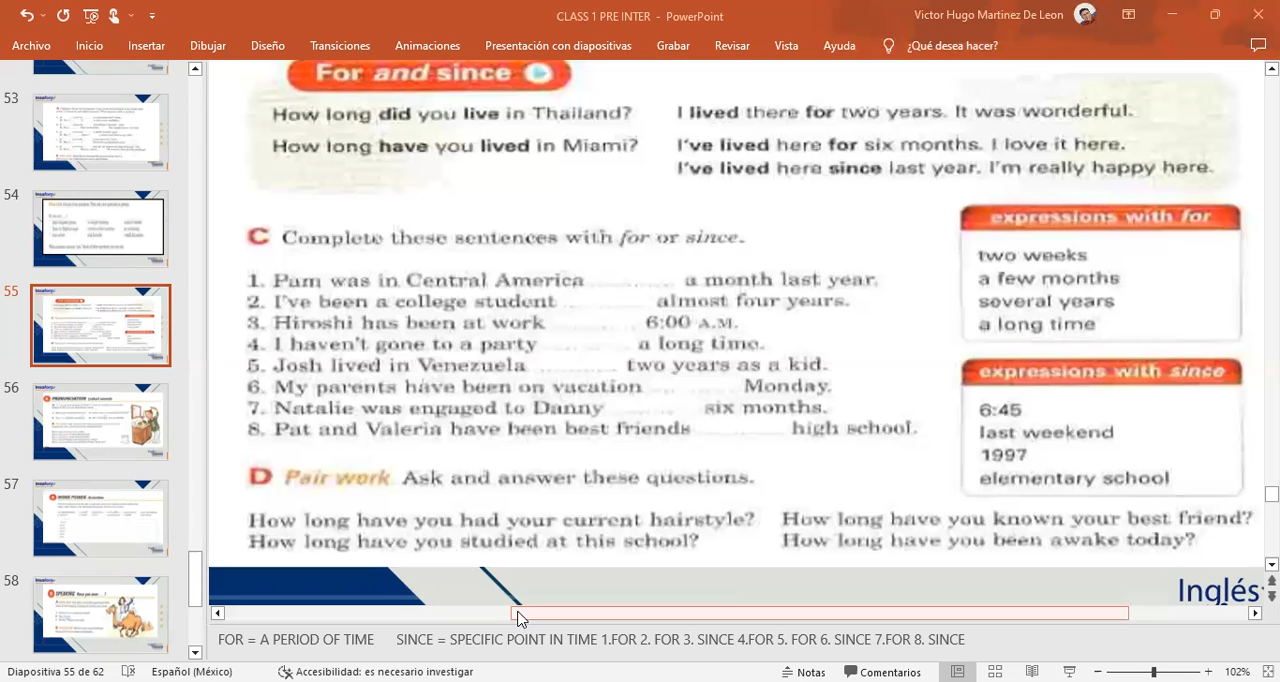 CLASS 1 PRE INTER - PowerPoint
Victor Hugo Martinez De Leon
Archivo Inicio Insertar Dibujar Diseño Transiciones Animaciones Presentación con diapositivas Grabar Revisar Vista Ayuda ¿Qué desea hacer?
53
54
55
56
57
58
For and since
How long did you live in Thailand? I lived there for two years. It was wonderful.
How long have you lived in Miami? I've lived here for six months. I love it here.
I've lived here since last year. I'm really happy here.
C Complete these sentences with for or since.
1. Pam was in Central America ........ a month last year.
2. I've been a college student ........ almost four years.
3. Hiroshi has been at work ........ 6:00 A.M.
4. I haven't gone to a party ........ a long time.
5. Josh lived in Venezuela ........ two years as a kid.
6. My parents have been on vacation ........ Monday.
7. Natalie was engaged to Danny ........ six months.
8. Pat and Valeria have been best friends ........ high school.
expressions with for
two weeks
a few months
several years
a long time
expressions with since
6:45
last weekend
1997
elementary school
D Pair work Ask and answer these questions.
How long have you had your current hairstyle? How long have you known your best friend?
How long have you studied at this school? How long have you been awake today?
Inglés
FOR = A PERIOD OF TIME SINCE = SPECIFIC POINT IN TIME 1.FOR 2. FOR 3. SINCE 4.FOR 5. FOR 6. SINCE 7.FOR 8. SINCE
Diapositiva 55 de 62 Español (México) Accesibilidad: es necesario investigar Notas Comentarios 102%